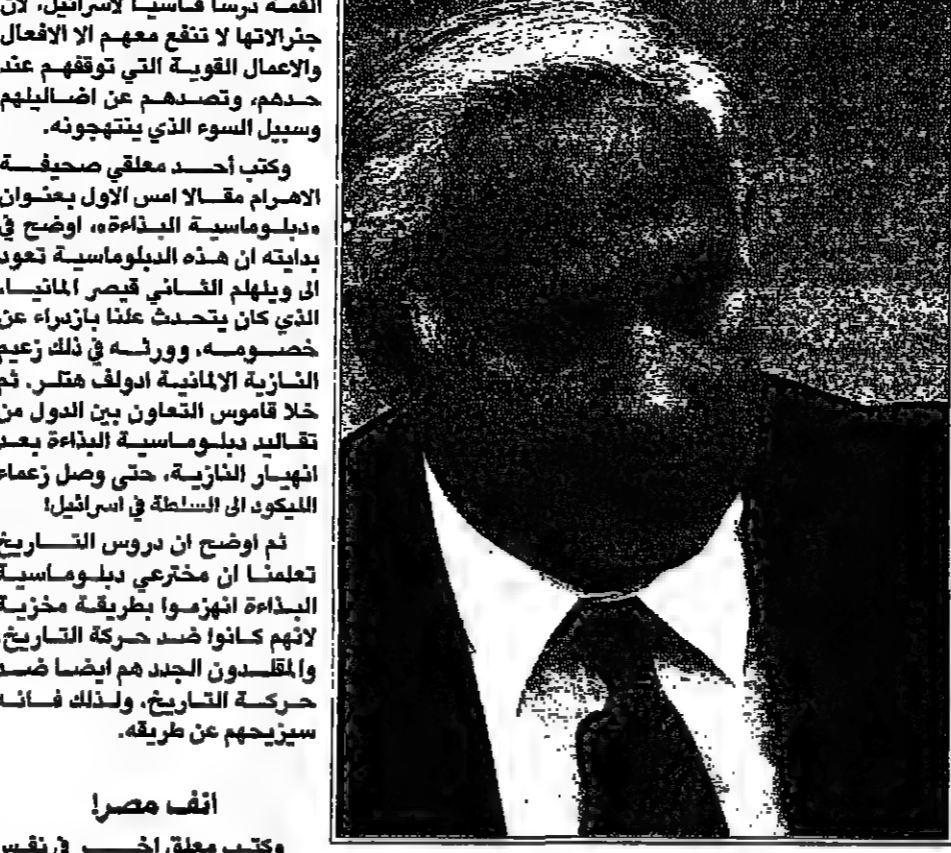 القمة درسا قاسيا لاسرائيل، لان
جنرالاتها لا تنفع معهم الا الافعال
والاعمال القوية التي توقفهم عند
حدهم، وتصدهم عن اضاليلهم
وسبيل السوء الذي ينتهجونه.
وكتب أحد معلقي صحيفة
الاهرام مقالا امس الاول بعنوان
«دبلوماسية البذاءة»، اوضح في
بدايته ان هذه الدبلوماسية تعود
الى ويلهلم الثاني قيصر المانيا،
الذي كان يتحدث علنا بازدراء عن
خصومه، وورثه في ذلك زعيم
النازية الالمانية ادولف هتلر. ثم
خلا قاموس التعاون بين الدول من
تقاليد دبلوماسية البذاءة بعد
انهيار النازية، حتى وصل زعماء
الليكود الى السلطة في اسرائيل!
ثم اوضح ان دروس التاريخ
تعلمنا ان مخترعي دبلوماسية
البذاءة انهزموا بطريقة مخزية
لانهم كانوا ضد حركة التاريخ.
والمقلدون الجدد هم ايضا ضد
حركة التاريخ، ولذلك فانه
سيزيحهم عن طريقه.
انف مصر!
وكتب معلق اخر في نفس